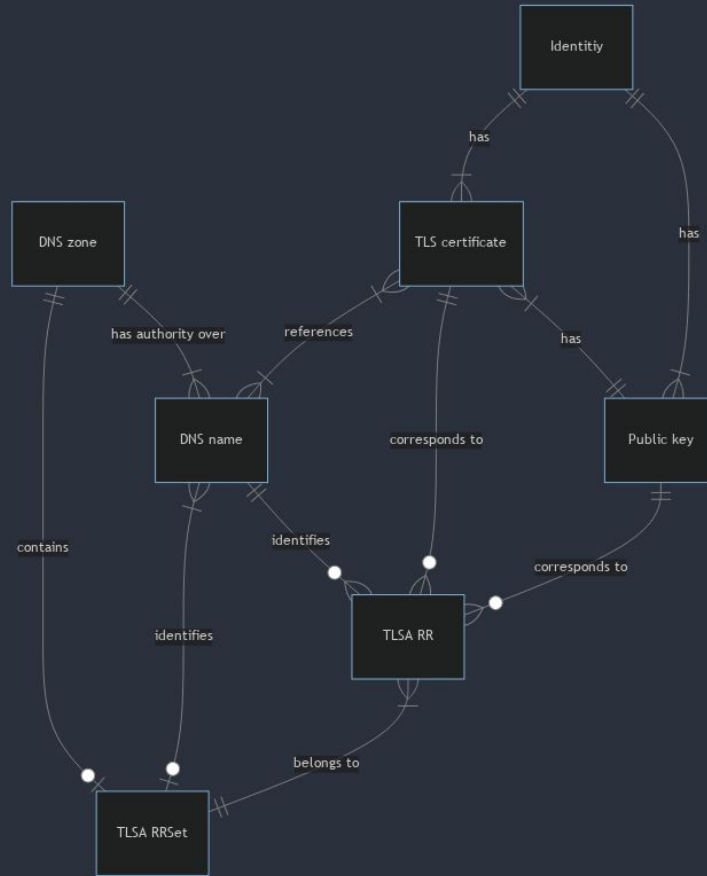 Identitiy
has
DNS zone
TLS certificate
has
has authority over
references
has
DNS name
corresponds to
Public key
contains
identifies
corresponds to
identifies
TLSA RR
belongs to
TLSA RRSet